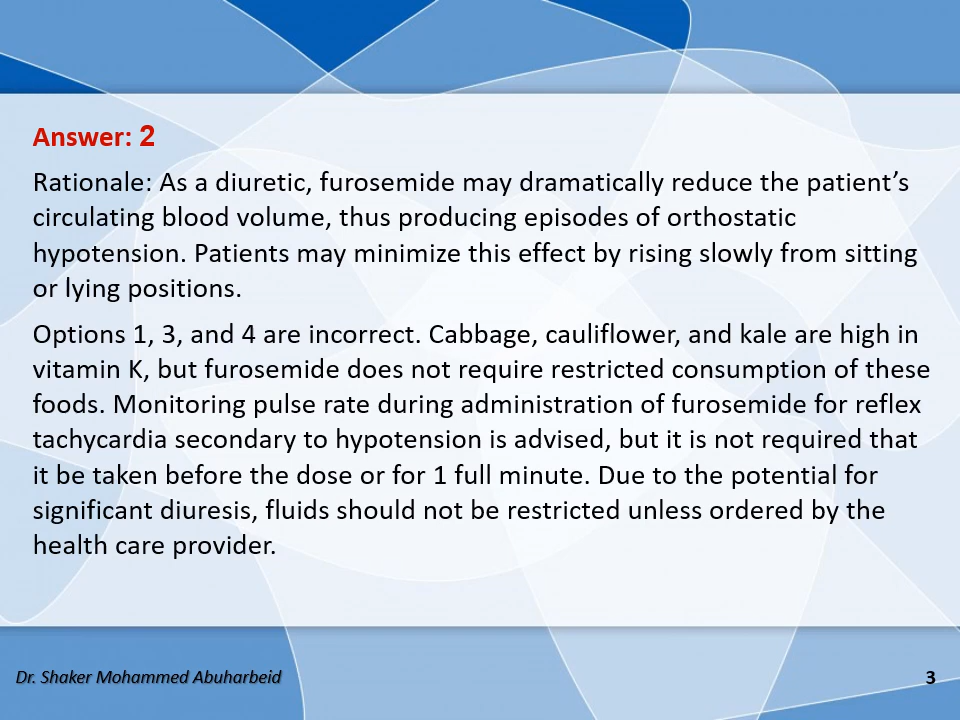 Answer: 2
Rationale: As a diuretic, furosemide may dramatically reduce the patient’s
circulating blood volume, thus producing episodes of orthostatic
hypotension. Patients may minimize this effect by rising slowly from sitting
or lying positions.
Options 1, 3, and 4 are incorrect. Cabbage, cauliflower, and kale are high in
vitamin K, but furosemide does not require restricted consumption of these
foods. Monitoring pulse rate during administration of furosemide for reflex
tachycardia secondary to hypotension is advised, but it is not required that
it be taken before the dose or for 1 full minute. Due to the potential for
significant diuresis, fluids should not be restricted unless ordered by the
health care provider.
Dr. Shaker Mohammed Abuharbeid
3